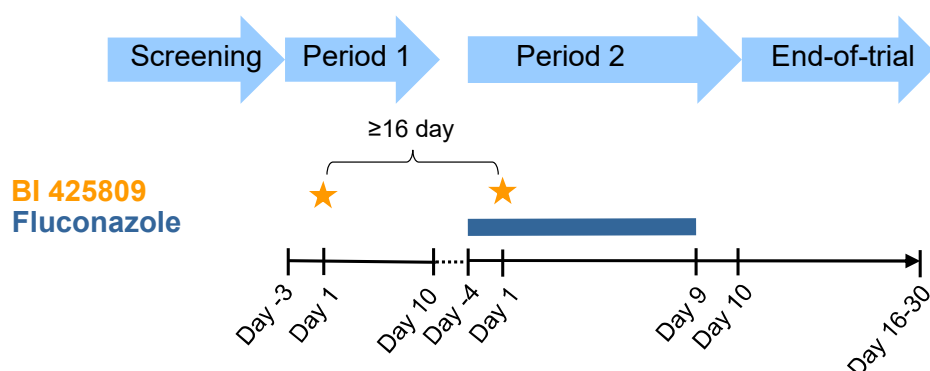 Screening
Period 1
Period 2
End-of-trial
≥16 day
BI 425809
Fluconazole
Day -3
Day 1
Day 10
Day -4
Day 1
Day 9
Day 10
Day 16-30